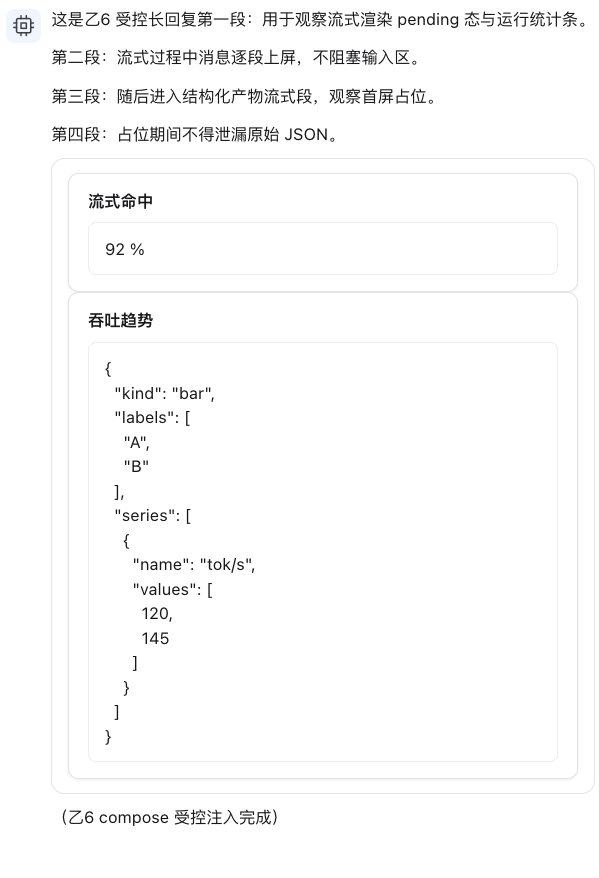 这是乙6 受控长回复第一段：用于观察流式渲染 pending 态与运行统计条。
第二段：流式过程中消息逐段上屏，不阻塞输入区。
第三段：随后进入结构化产物流式段，观察首屏占位。
第四段：占位期间不得泄漏原始 JSON。
流式命中
92 %
吞吐趋势
{
  "kind": "bar",
  "labels": [
    "A",
    "B"
  ],
  "series": [
    {
      "name": "tok/s",
      "values": [
        120,
        145
      ]
    }
  ]
}
（乙6 compose 受控注入完成）